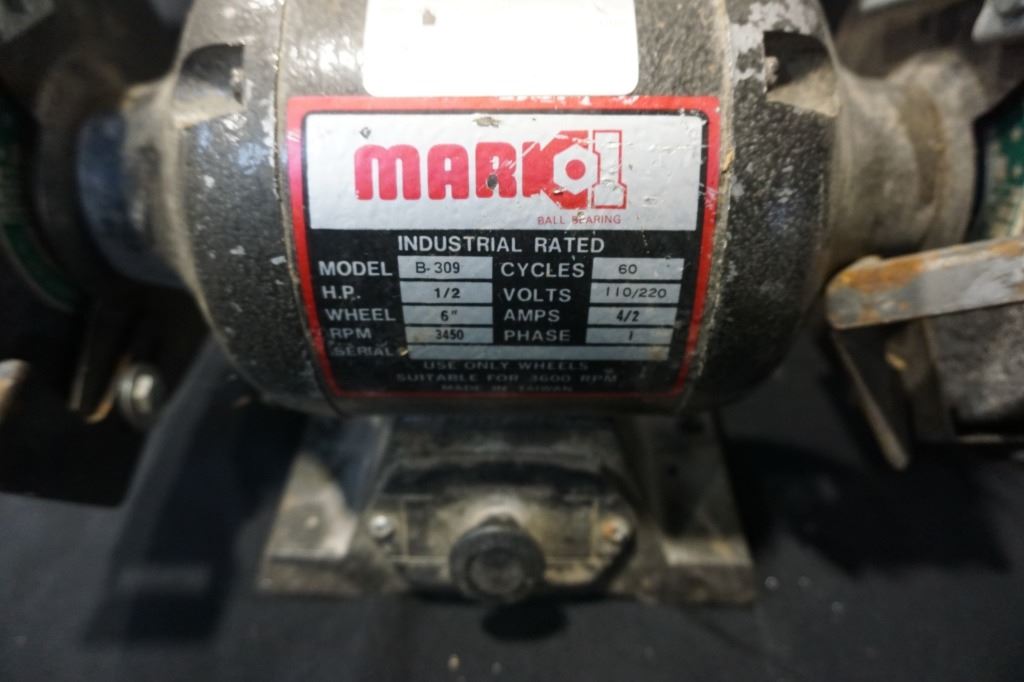 MARK 1
BALL BEARING
INDUSTRIAL RATED
MODEL B-309 CYCLES 60
H.P. 1/2 VOLTS 110/220
WHEEL 6" AMPS 4/2
RPM 3450 PHASE 1
SERIAL
USE ONLY WHEELS
SUITABLE FOR 3600 RPM
MADE IN TAIWAN